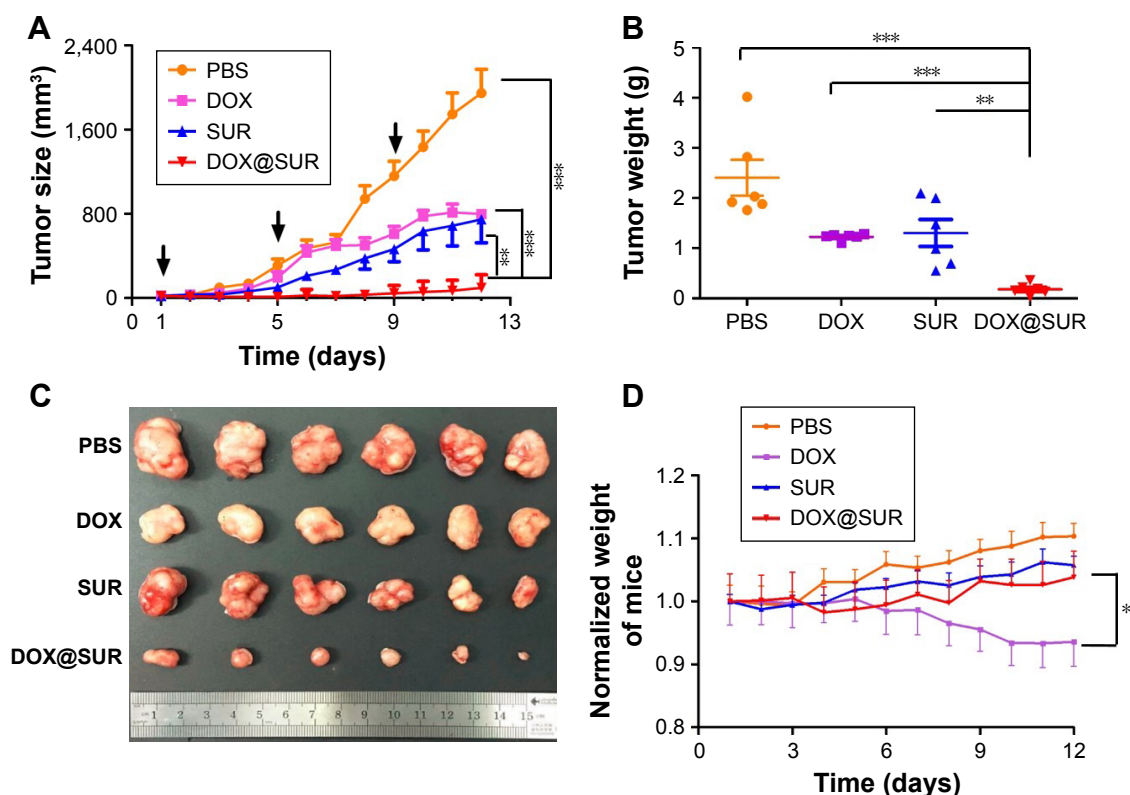 A
2,400
1,600
800
0
Tumor size (mm³)
PBS
DOX
SUR
DOX@SUR
***
***
**
0 1 5 9 13
Time (days)
B
5
4
3
2
1
0
Tumor weight (g)
***
***
**
PBS DOX SUR DOX@SUR
C
PBS
DOX
SUR
DOX@SUR
1 2 3 4 5 6 7 8 9 10 11 12 13 14 15
D
PBS
DOX
SUR
DOX@SUR
1.2
1.1
1.0
0.9
0.8
Normalized weight
of mice
*
0 3 6 9 12
Time (days)